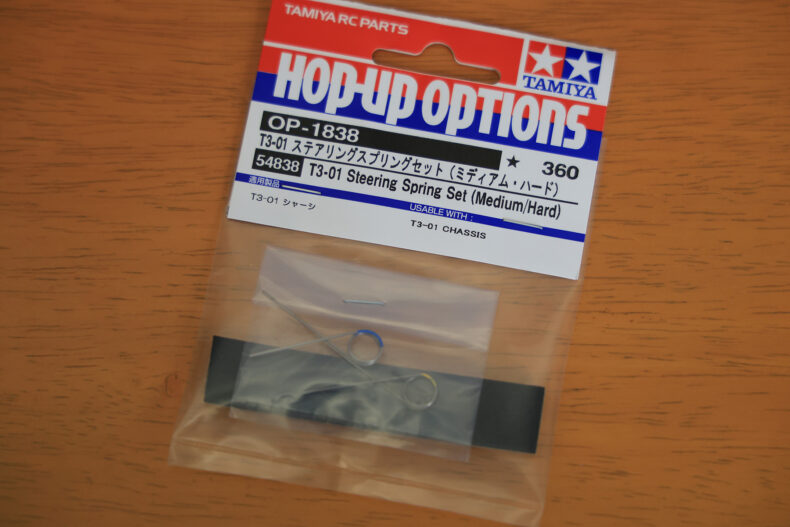 TAMIYA RC PARTS
TAMIYA
HOP-UP OPTIONS
OP-1838
★ 360
T3-01 ステアリングスプリングセット（ミディアム・ハード）
54838 T3-01 Steering Spring Set (Medium/Hard)
適用製品
USABLE WITH :
T3-01 シャーシ
T3-01 CHASSIS